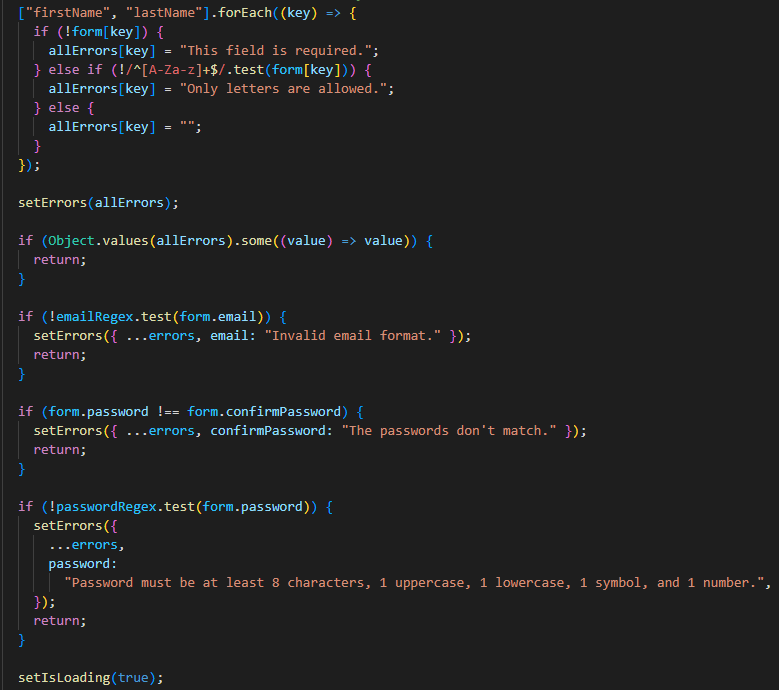 ["firstName", "lastName"].forEach((key) => {
if (!form[key]) {
allErrors[key] = "This field is required.";
} else if (!/^[A-Za-z]+$/.test(form[key])) {
allErrors[key] = "Only letters are allowed.";
} else {
allErrors[key] = "";
}
});
setErrors(allErrors);
if (Object.values(allErrors).some((value) => value)) {
return;
}
if (!emailRegex.test(form.email)) {
setErrors({ ...errors, email: "Invalid email format." });
return;
}
if (form.password !== form.confirmPassword) {
setErrors({ ...errors, confirmPassword: "The passwords don't match." });
return;
}
if (!passwordRegex.test(form.password)) {
setErrors({
...errors,
password:
"Password must be at least 8 characters, 1 uppercase, 1 lowercase, 1 symbol, and 1 number.",
});
return;
}
setIsLoading(true);